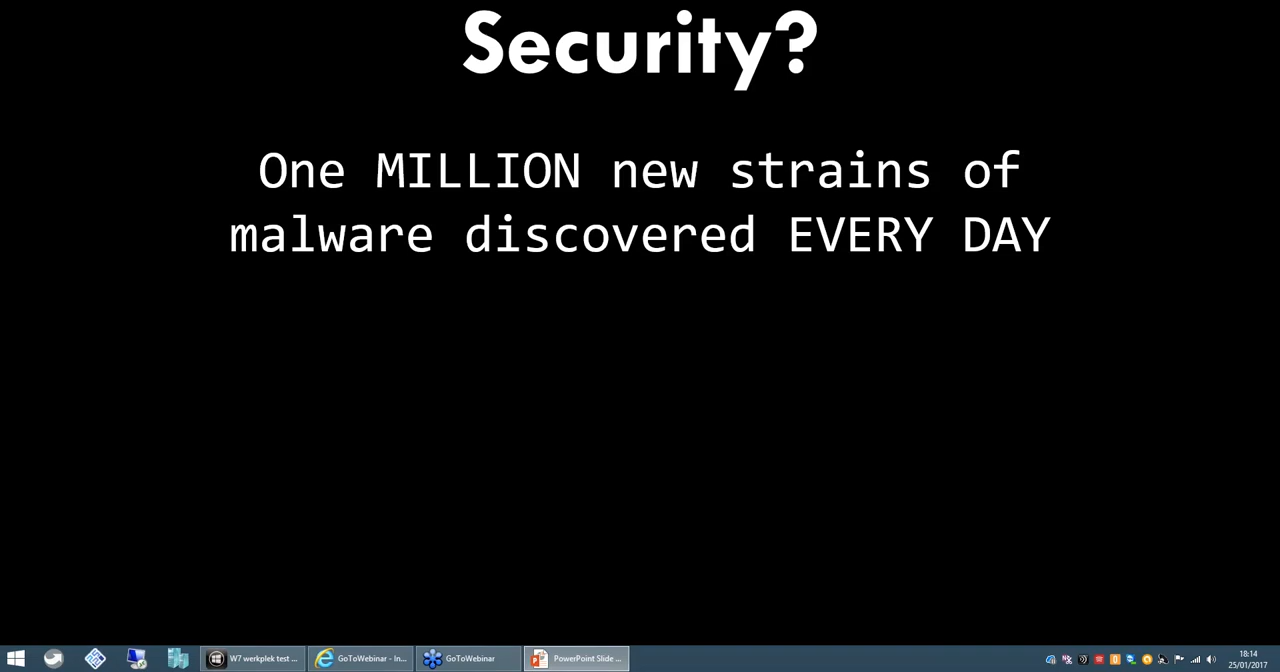 Security?
One MILLION new strains of
malware discovered EVERY DAY
W7 werkplek test ...
GoToWebinar - In...
GoToWebinar
PowerPoint Slide ...
18:14
25/01/2017